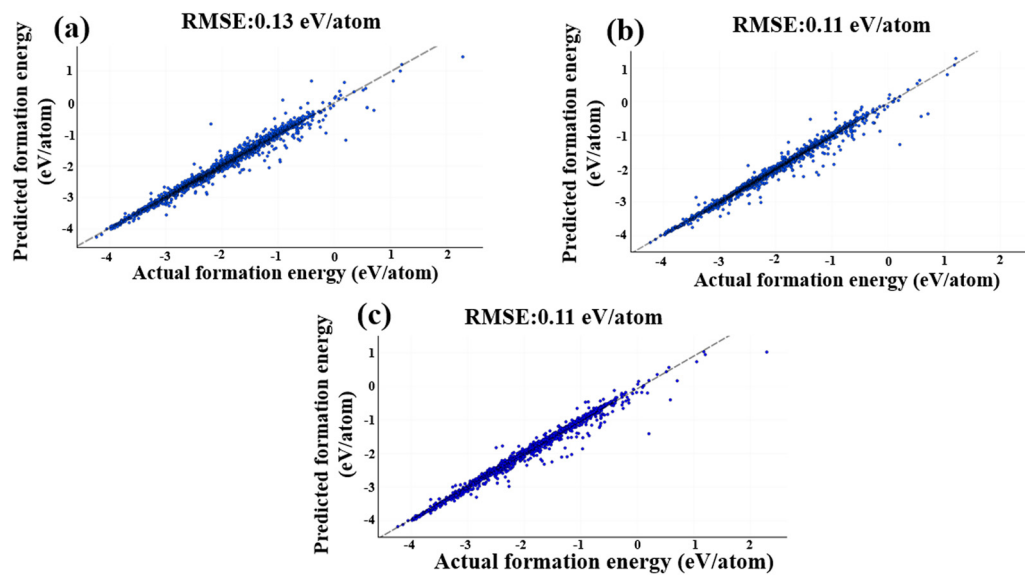 (a)
RMSE:0.13 eV/atom
Predicted formation energy
(eV/atom)
1
0
-1
-2
-3
-4
-4
-3
-2
-1
0
1
2
Actual formation energy (eV/atom)
(b)
RMSE:0.11 eV/atom
Predicted formation energy
(eV/atom)
1
0
-1
-2
-3
-4
-4
-3
-2
-1
0
1
2
Actual formation energy (eV/atom)
(c)
RMSE:0.11 eV/atom
Predicted formation energy
(eV/atom)
1
0
-1
-2
-3
-4
-4
-3
-2
-1
0
1
2
Actual formation energy (eV/atom)